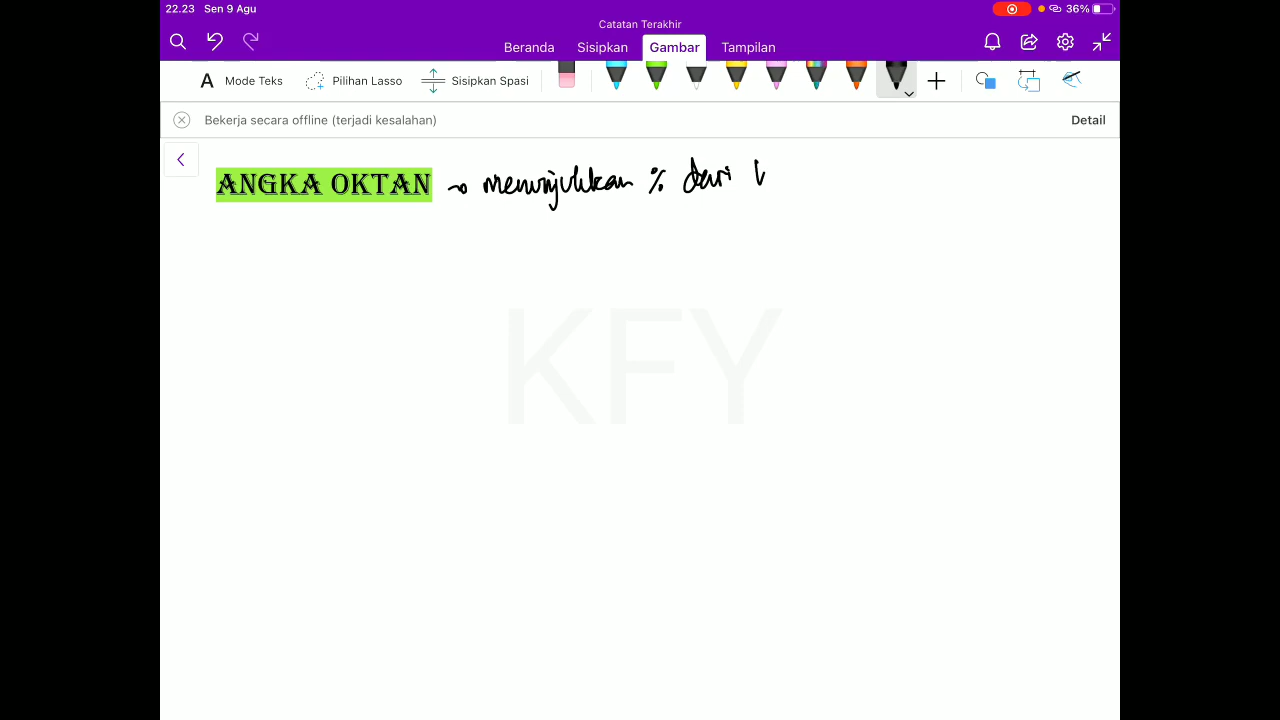 22.23 Sen 9 Agu
36%
Catatan Terakhir
Beranda Sisipkan Gambar Tampilan
A Mode Teks Pilihan Lasso Sisipkan Spasi
Bekerja secara offline (terjadi kesalahan) Detail
ANGKA OKTAN → menunjukkan % dari
KFY